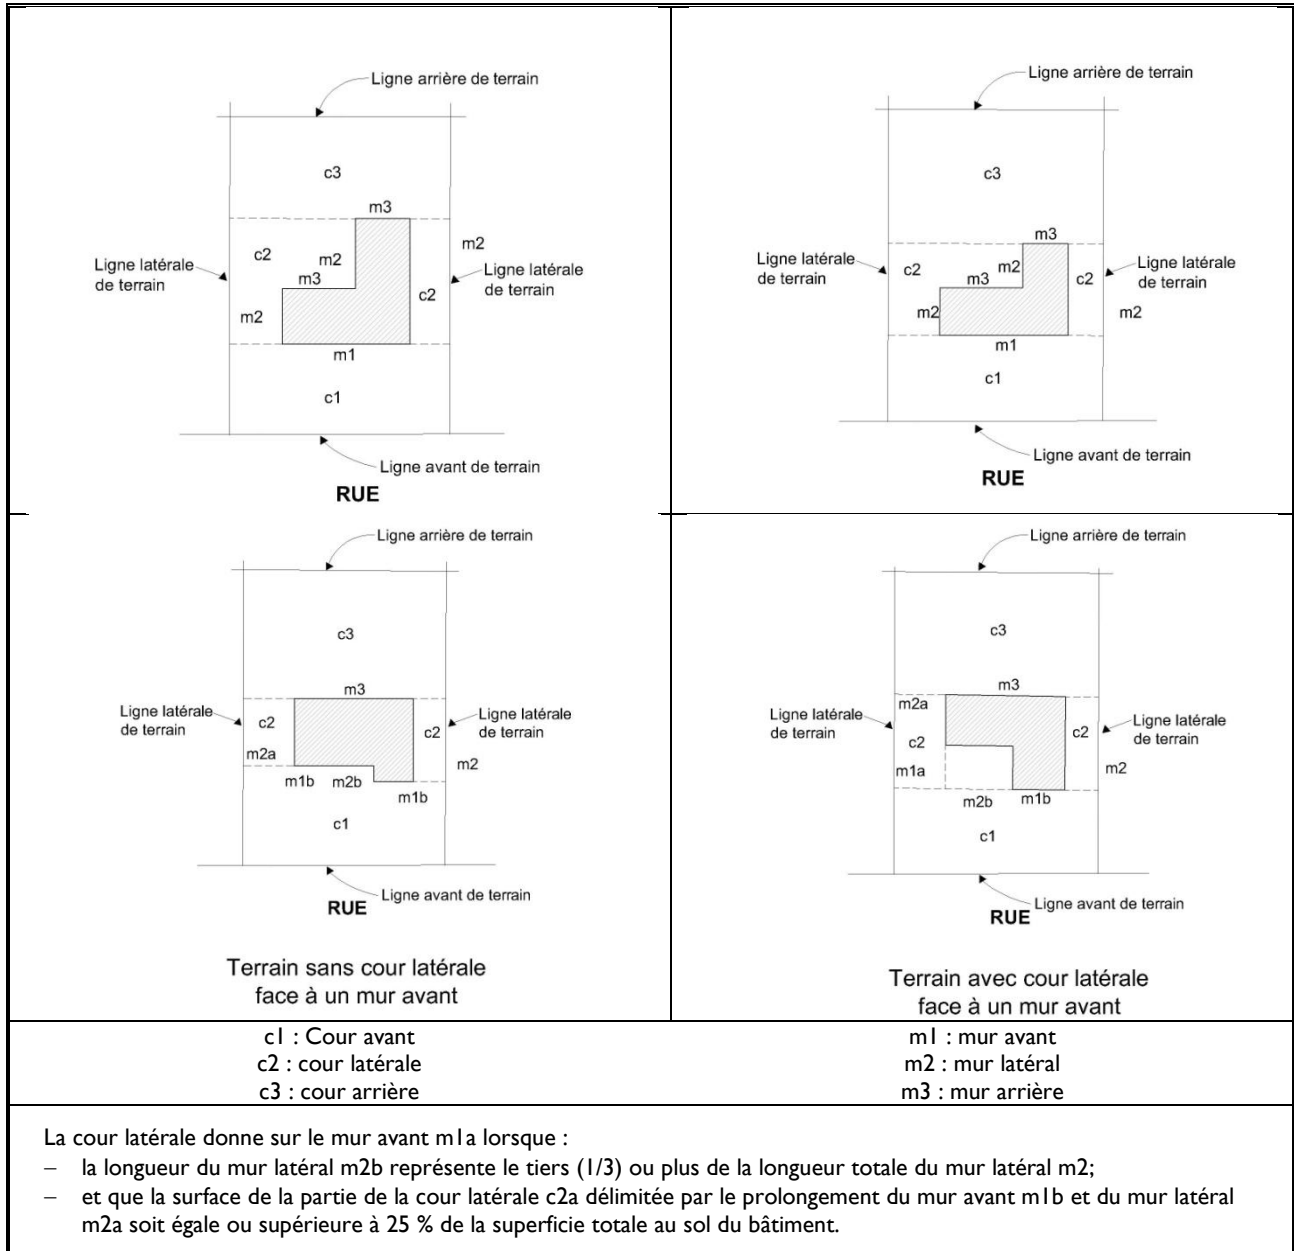 Ligne arrière de terrain
c3
m3
c2
m2
m2
m3
Ligne latérale
de terrain
Ligne latérale
de terrain
c2
m2
m1
c1
Ligne avant de terrain
RUE
Ligne arrière de terrain
c3
m3
Ligne latérale
de terrain
c2
m2
m3
c2
Ligne latérale
de terrain
m2
m2
m1
c1
Ligne avant de terrain
RUE
Ligne arrière de terrain
c3
m3
Ligne latérale
de terrain
c2
c2
Ligne latérale
de terrain
m2a
m2
m1b
m2b
m1b
c1
Ligne avant de terrain
RUE
Terrain sans cour latérale
face à un mur avant
Ligne arrière de terrain
c3
m3
m2a
Ligne latérale
de terrain
c2
c2
Ligne latérale
de terrain
m1a
m2
m2b
m1b
c1
Ligne avant de terrain
RUE
Terrain avec cour latérale
face à un mur avant
c1 : Cour avant
c2 : cour latérale
c3 : cour arrière
m1 : mur avant
m2 : mur latéral
m3 : mur arrière
La cour latérale donne sur le mur avant m1a lorsque :
– la longueur du mur latéral m2b représente le tiers (1/3) ou plus de la longueur totale du mur latéral m2;
– et que la surface de la partie de la cour latérale c2a délimitée par le prolongement du mur avant m1b et du mur latéral
m2a soit égale ou supérieure à 25 % de la superficie totale au sol du bâtiment.